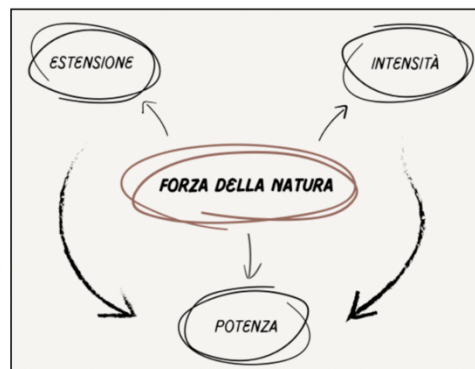 ESTENSIONE
INTENSITÀ
FORZA DELLA NATURA
POTENZA